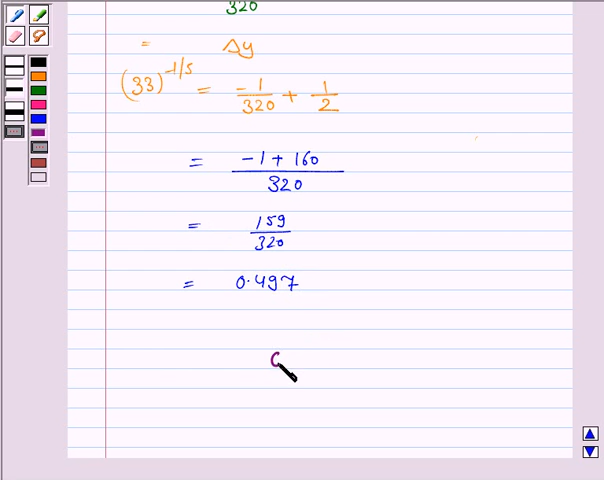 320
= Δy
(33)^-1/5 = -1/320 + 1/2
= -1 + 160/320
= 159/320
= 0.497